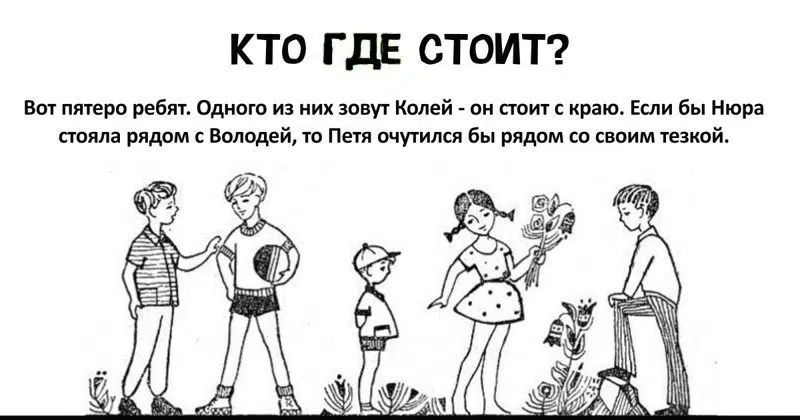 КТО ГДЕ СТОИТ?
Вот пятеро ребят. Одного из них зовут Колей - он стоит с краю. Если бы Нюра
стояла рядом с Володей, то Петя очутился бы рядом со своим тезкой.